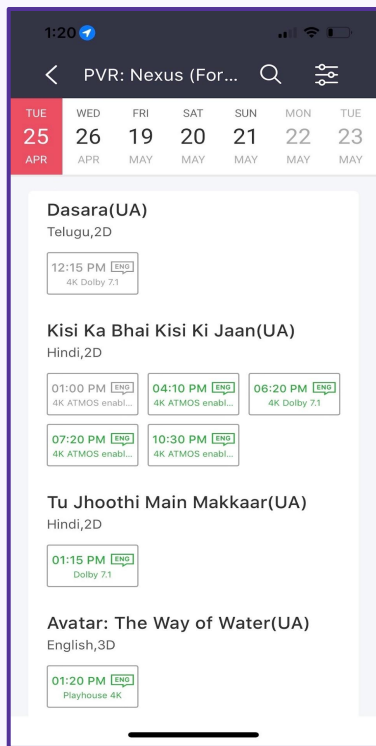 1:20
PVR: Nexus (For...
TUE WED FRI SAT SUN MON TUE
25 26 19 20 21 22 23
APR APR MAY MAY MAY MAY MAY
Dasara(UA)
Telugu,2D
12:15 PM ENG
4K Dolby 7.1
Kisi Ka Bhai Kisi Ki Jaan(UA)
Hindi,2D
01:00 PM ENG 04:10 PM ENG 06:20 PM ENG
4K ATMOS enabl... 4K ATMOS enabl... 4K Dolby 7.1
07:20 PM ENG 10:30 PM ENG
4K ATMOS enabl... 4K ATMOS enabl...
Tu Jhoothi Main Makkaar(UA)
Hindi,2D
01:15 PM ENG
Dolby 7.1
Avatar: The Way of Water(UA)
English,3D
01:20 PM ENG
Playhouse 4K